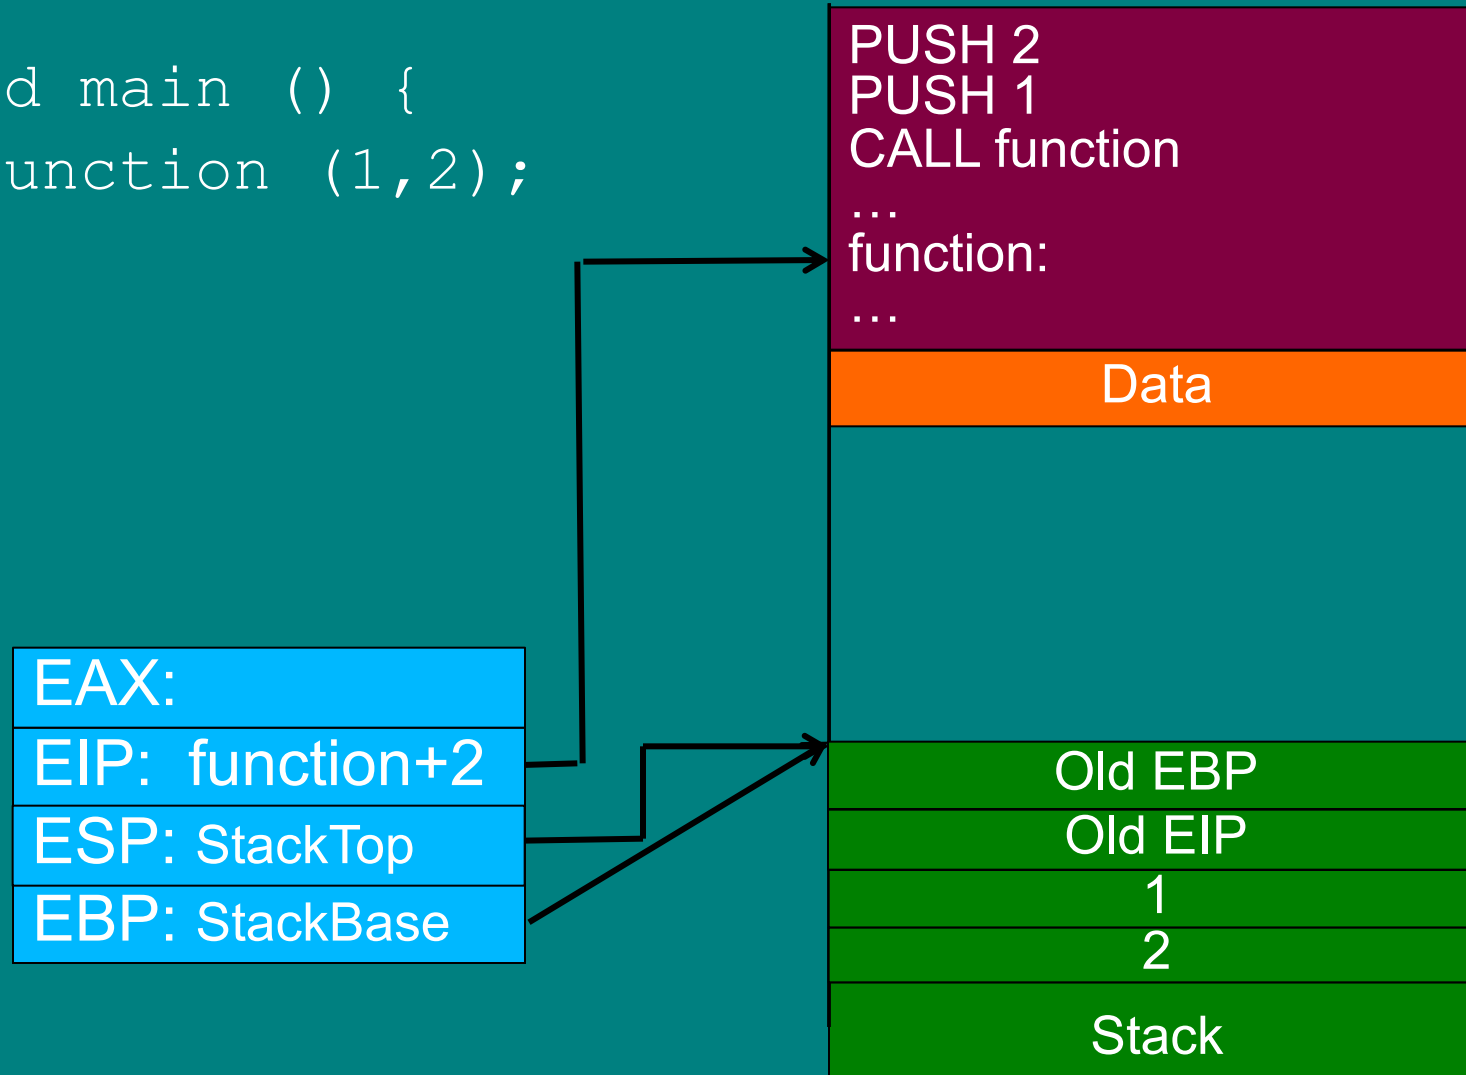 d main () {
unction (1,2);
PUSH 2
PUSH 1
CALL function
…
function:
…
Data
EAX:
EIP: function+2
ESP: StackTop
EBP: StackBase
Old EBP
Old EIP
1
2
Stack